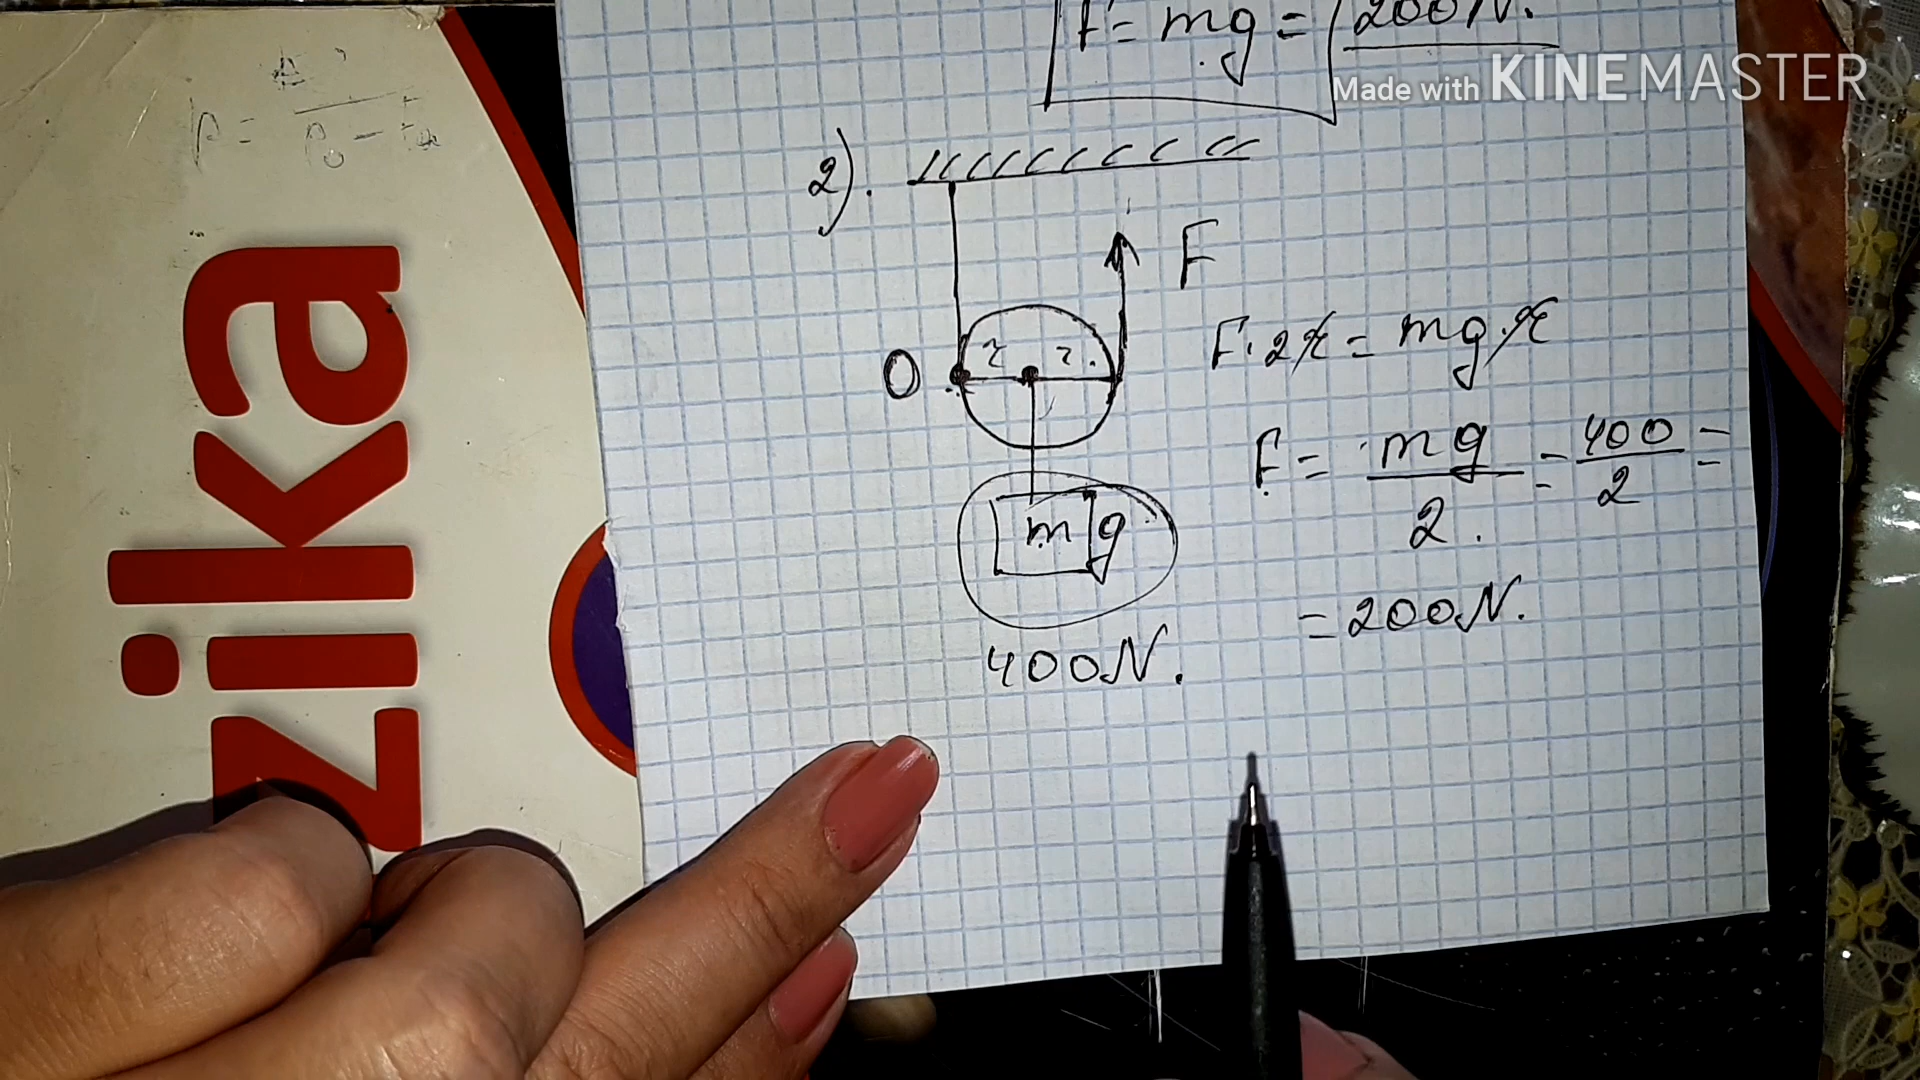 F = mg = 200N.
Made with KINEMASTER
2).
F
r r.
O
F·2r = mg·r
F = mg/2. = 400/2 =
mg
= 200N.
400N.
zika